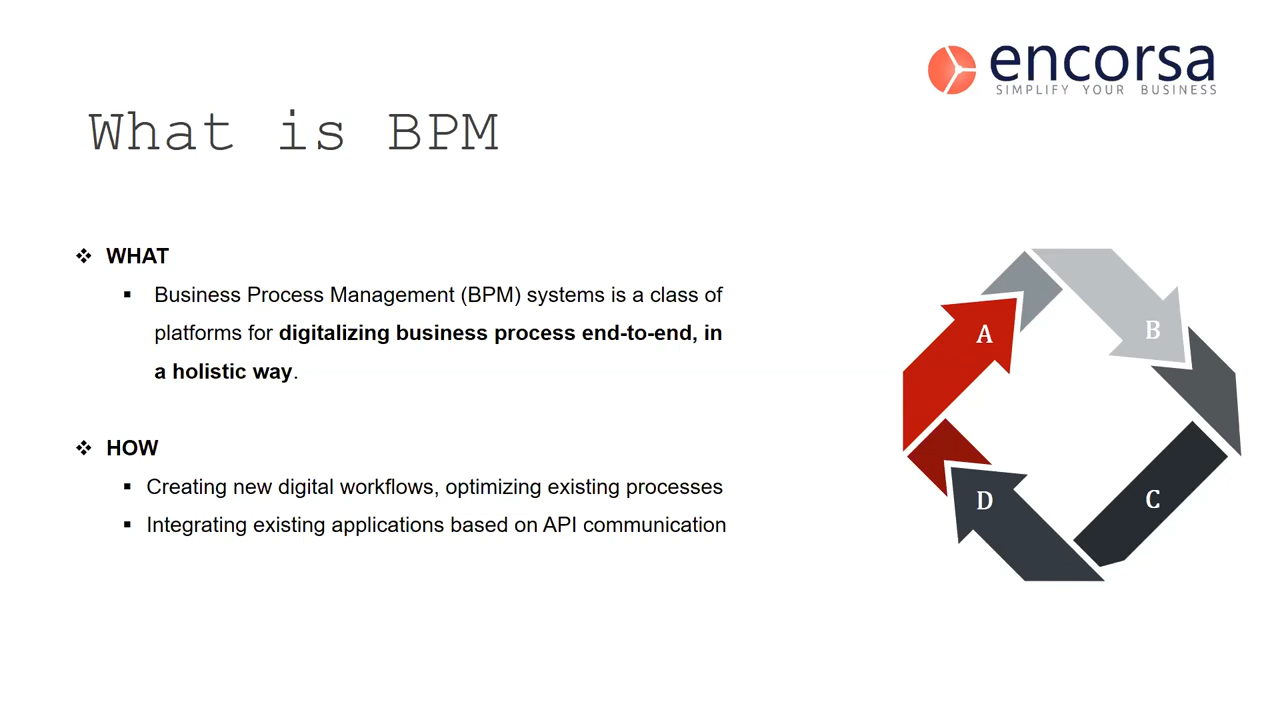 encorsa
SIMPLIFY YOUR BUSINESS
What is BPM
❖ WHAT
▪ Business Process Management (BPM) systems is a class of
platforms for digitalizing business process end-to-end, in
a holistic way.
❖ HOW
▪ Creating new digital workflows, optimizing existing processes
▪ Integrating existing applications based on API communication
A
B
C
D